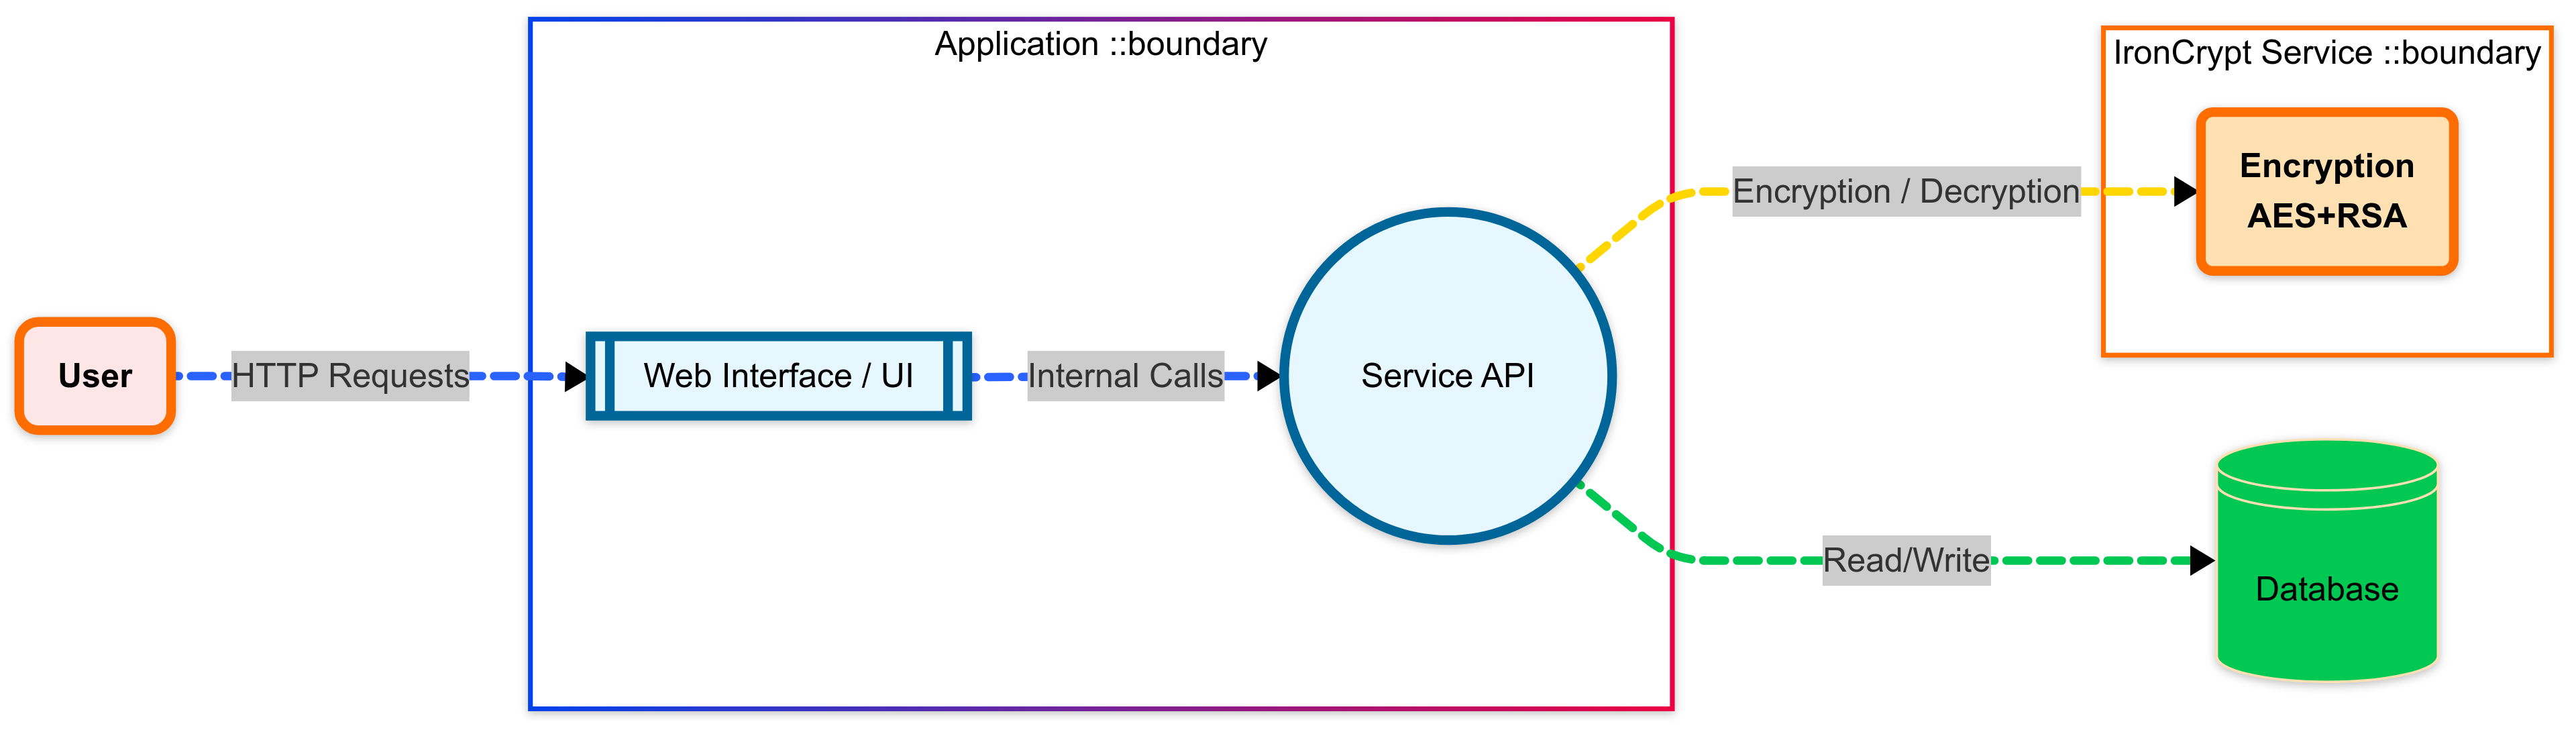 Application ::boundary
IronCrypt Service ::boundary
Encryption
AES+RSA
Encryption / Decryption
User
HTTP Requests
Web Interface / UI
Internal Calls
Service API
Read/Write
Database